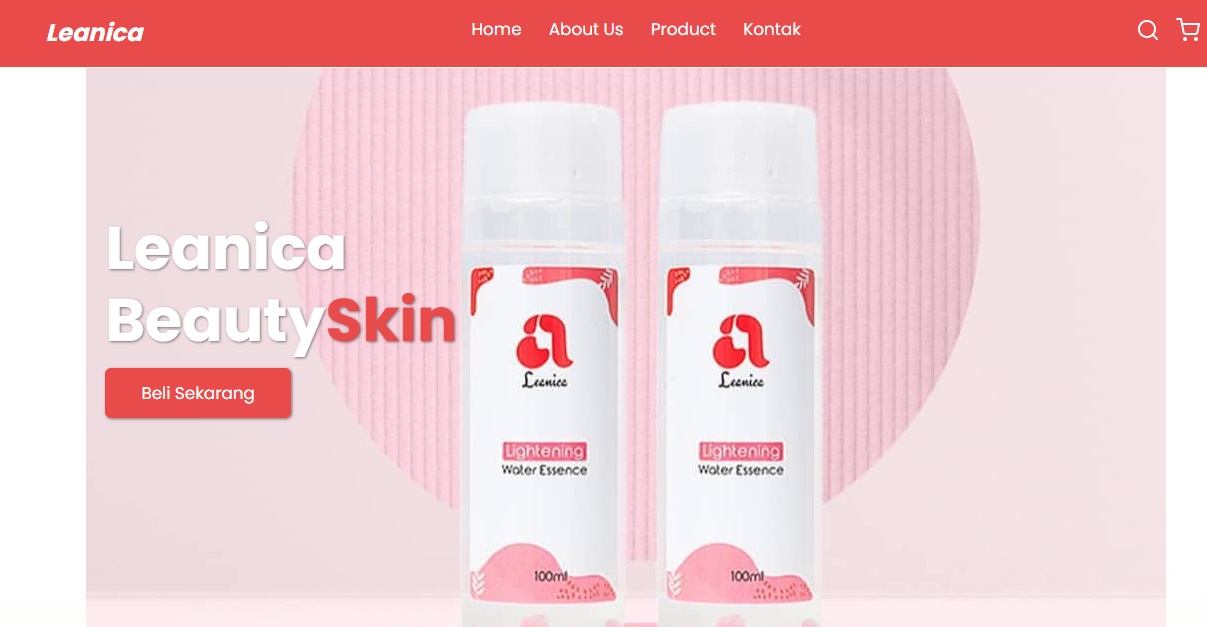 Leanica
Home About Us Product Kontak
Leanica
BeautySkin
Beli Sekarang
Leanica
Lightening
Water Essence
100ml
Leanica
Lightening
Water Essence
100ml